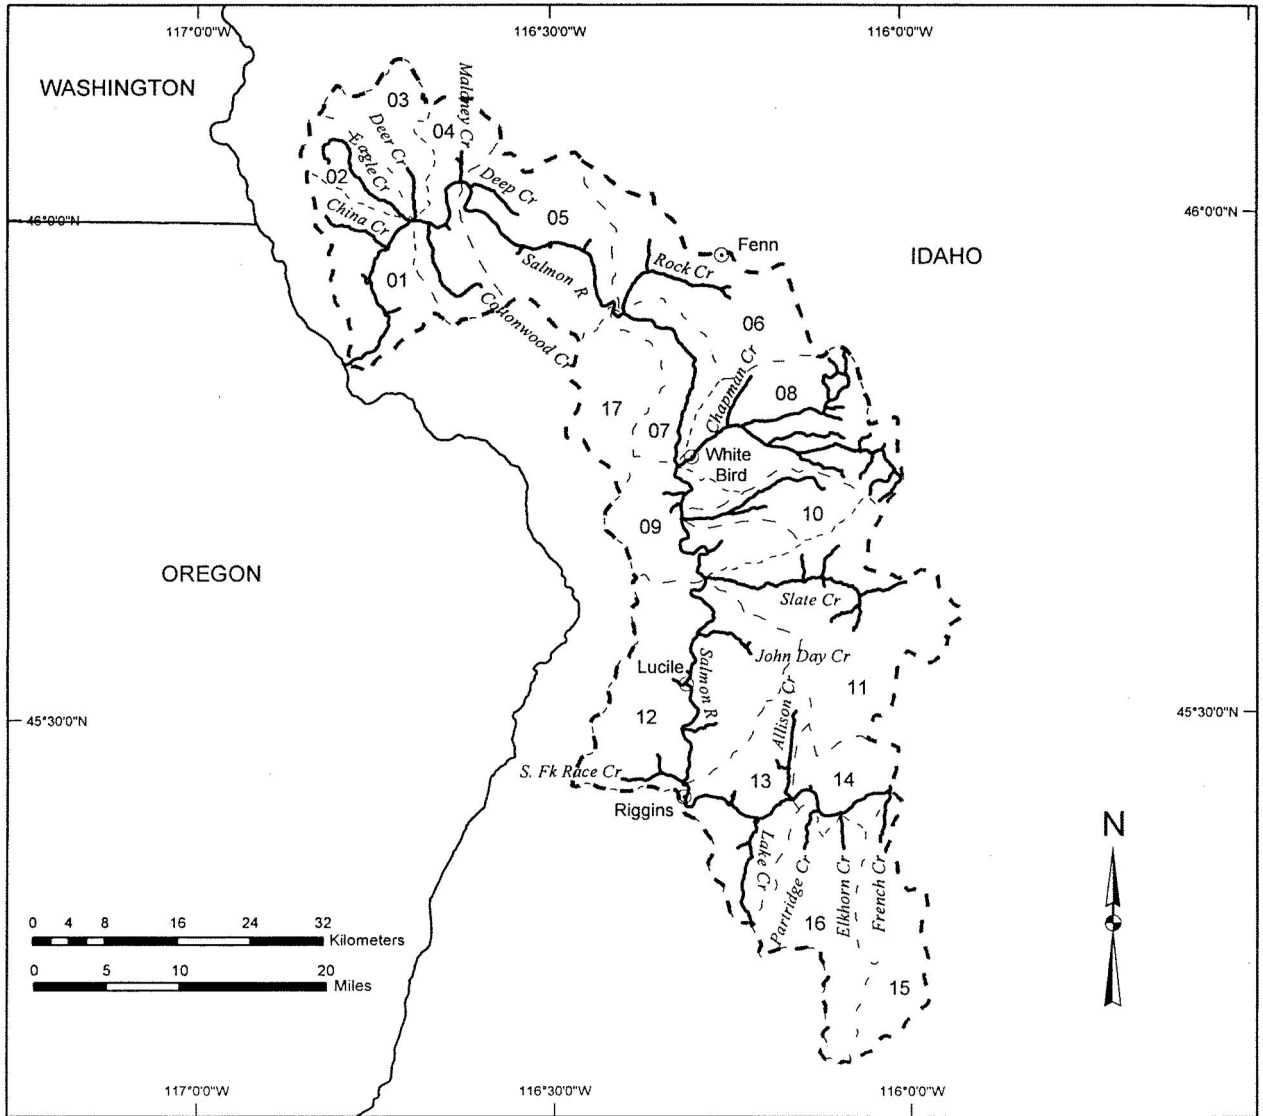 117°0'0"W
116°30'0"W
116°0'0"W
WASHINGTON
03
04
Maloney Cr
Deer Cr
Eagle Cr
02
Deep Cr
China Cr
05
46°0'0"N
46°0'0"N
Fenn
IDAHO
Rock Cr
Salmon R
01
Cottonwood Cr
06
Chapman Cr
08
17
07
White
Bird
09
10
OREGON
Slate Cr
John Day Cr
Lucile
Salmon R
11
Allison Cr
12
45°30'0"N
45°30'0"N
S. Fk Race Cr
13
14
Riggins
N
Lake Cr
Partridge Cr
Elkhorn Cr
French Cr
16
0 4 8 16 24 32
Kilometers
0 5 10 20
Miles
15
117°0'0"W
116°30'0"W
116°0'0"W